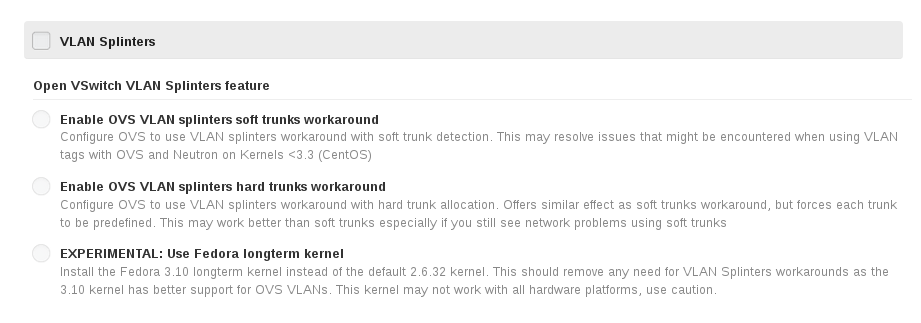 VLAN Splinters
Open VSwitch VLAN Splinters feature
Enable OVS VLAN splinters soft trunks workaround
Configure OVS to use VLAN splinters workaround with soft trunk detection. This may resolve issues that might be encountered when using VLAN
tags with OVS and Neutron on Kernels <3.3 (CentOS)
Enable OVS VLAN splinters hard trunks workaround
Configure OVS to use VLAN splinters workaround with hard trunk allocation. Offers similar effect as soft trunks workaround, but forces each trunk
to be predefined. This may work better than soft trunks especially if you still see network problems using soft trunks
EXPERIMENTAL: Use Fedora longterm kernel
Install the Fedora 3.10 longterm kernel instead of the default 2.6.32 kernel. This should remove any need for VLAN Splinters workarounds as the
3.10 kernel has better support for OVS VLANs. This kernel may not work with all hardware platforms, use caution.